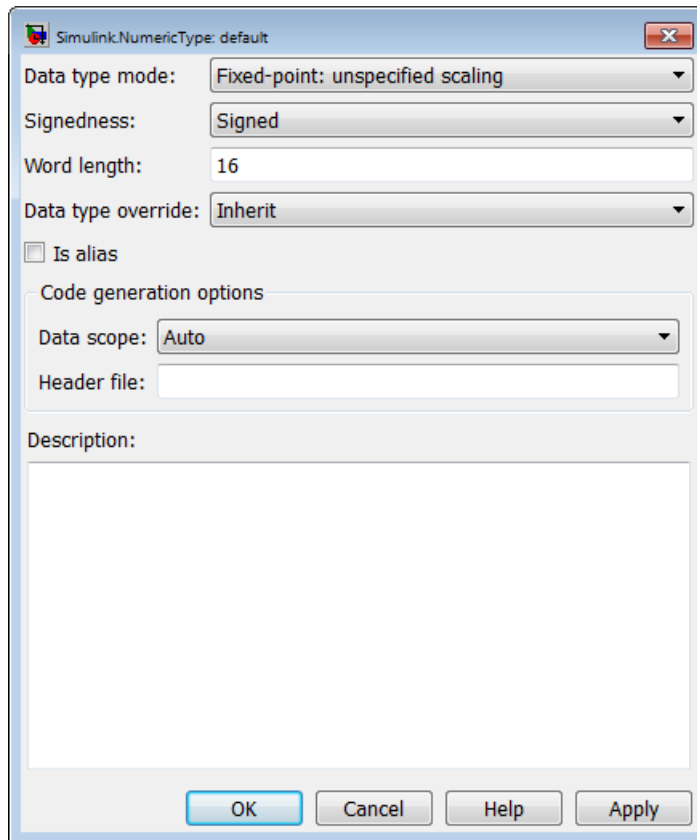 Simulink.NumericType: default
Data type mode: Fixed-point: unspecified scaling
Signedness: Signed
Word length: 16
Data type override: Inherit
Is alias
Code generation options
Data scope: Auto
Header file:
Description:
OK Cancel Help Apply